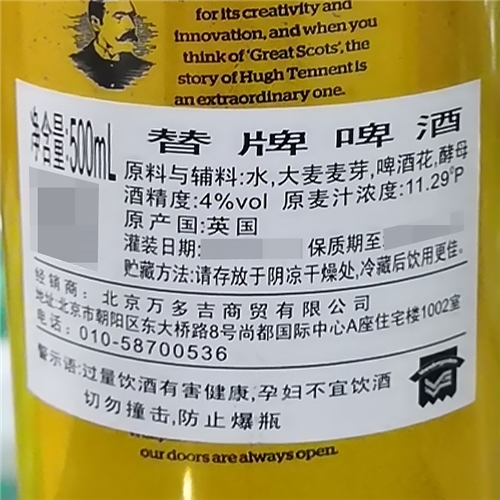 for its creativity and
innovation, and when you
think of 'Great Scots', the
story of Hugh Tennent is
an extraordinary one.
净含量:500mL
替牌啤酒
原料与辅料:水,大麦麦芽,啤酒花,酵母
酒精度:4%vol 原麦汁浓度:11.29°P
原产国:英国
灌装日期: 保质期至:
贮藏方法:请存放于阴凉干燥处,冷藏后饮用更佳。
经销商:北京万多吉商贸有限公司
地址:北京市朝阳区东大桥路8号尚都国际中心A座住宅楼1002室
电话:010-58700536
警示语:过量饮酒有害健康,孕妇不宜饮酒
切勿撞击,防止爆瓶
our doors are always open.